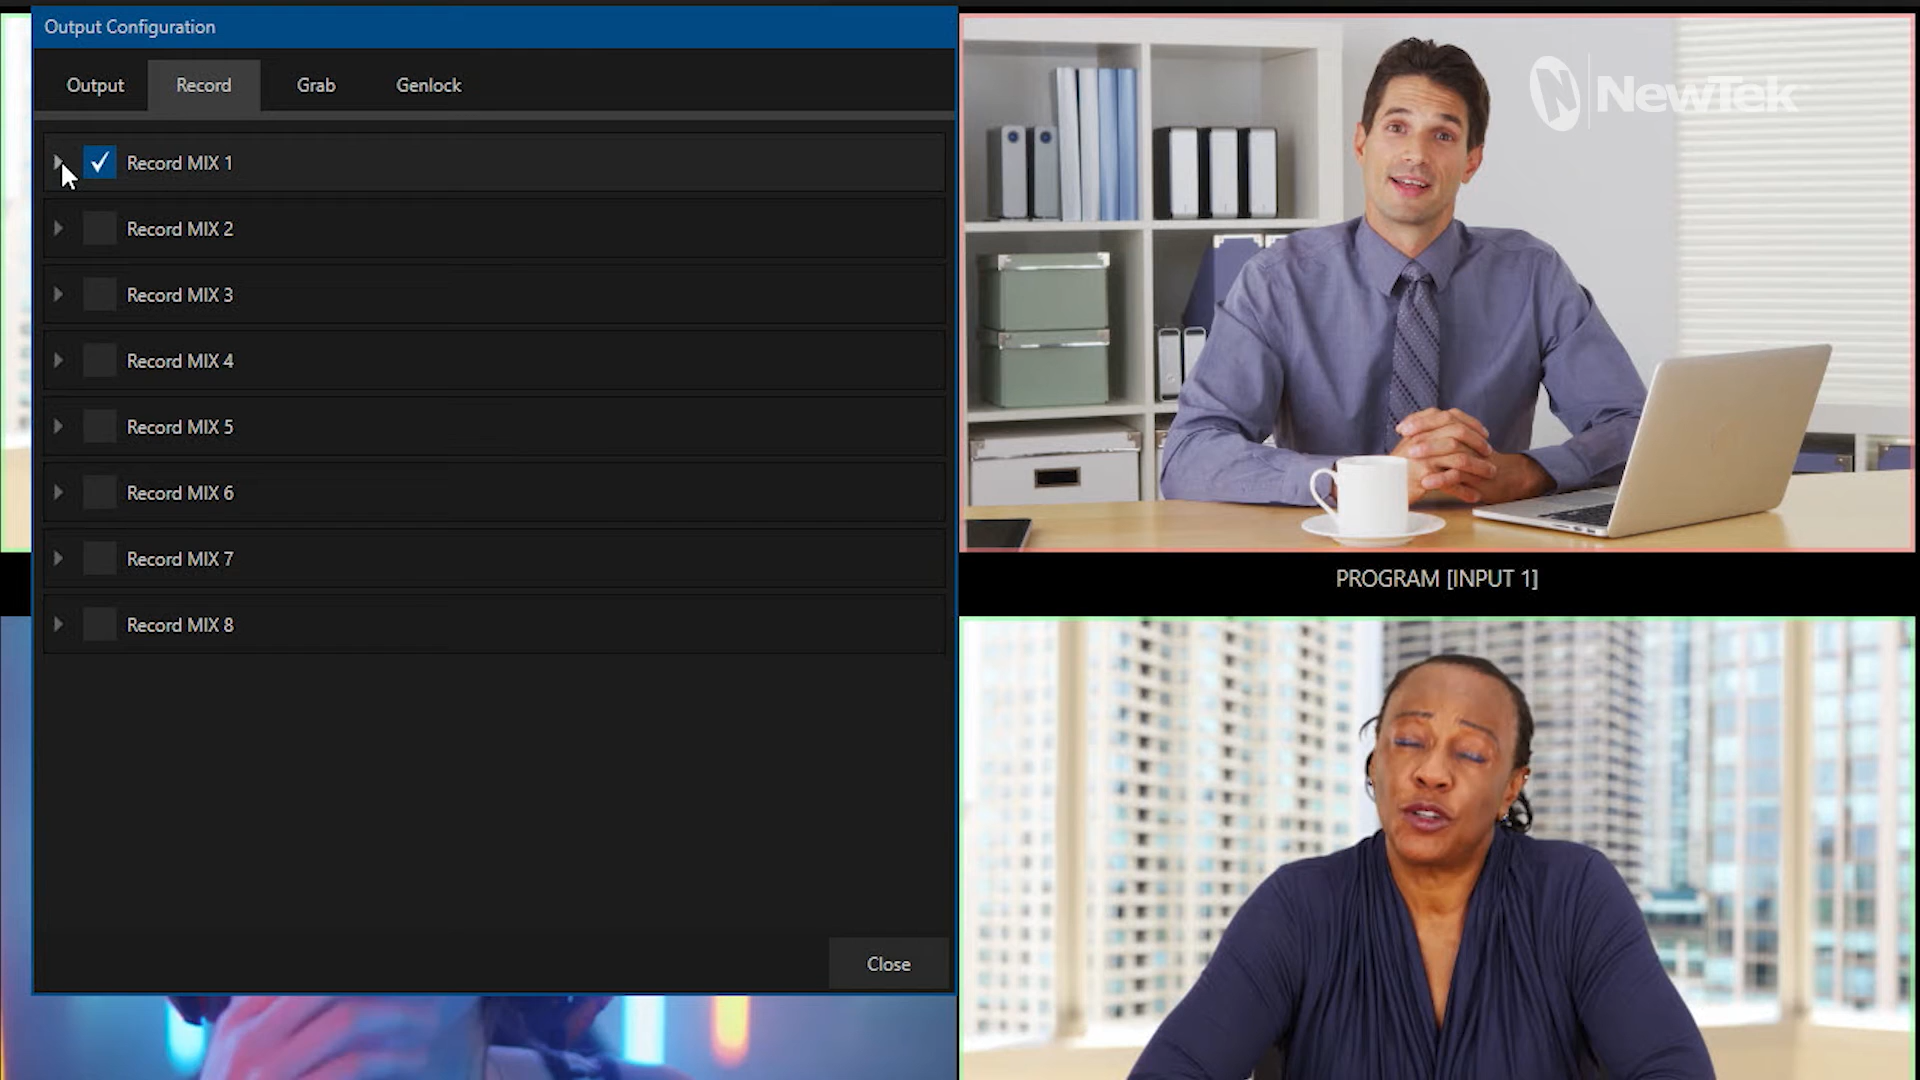 Output Configuration
Output Record Grab Genlock
Record MIX 1
Record MIX 2
Record MIX 3
Record MIX 4
Record MIX 5
Record MIX 6
Record MIX 7
Record MIX 8
Close
NewTek
PROGRAM [INPUT 1]